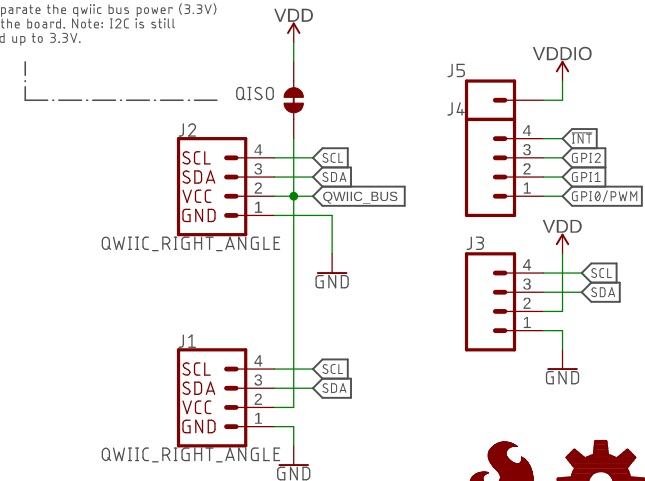 parate the qwiic bus power (3.3V)
the board. Note: I2C is still
d up to 3.3V.
VDD
QISO
J2
SCL 4 SCL
SDA 3 SDA
VCC 2 QWIIC_BUS
GND 1
QWIIC_RIGHT_ANGLE
GND
J1
SCL 4 SCL
SDA 3 SDA
VCC 2
GND 1
QWIIC_RIGHT_ANGLE
GND
VDDIO
J5
J4
4 INT
3 GPI2
2 GPI1
1 GPI0/PWM
VDD
J3
4 SCL
3 SDA
2
1
GND